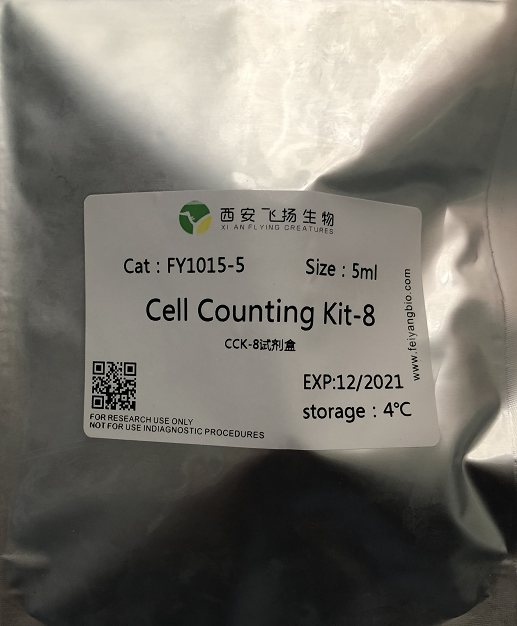 西安飞扬生物
XI AN FLYING CREATURES
Cat：FY1015-5
Size：5ml
Cell Counting Kit-8
CCK-8试剂盒
www.feiyangbio.com
EXP:12/2021
storage：4℃
FOR RESEARCH USE ONLY
NOT FOR USE INDIAGNOSTIC PROCEDURES